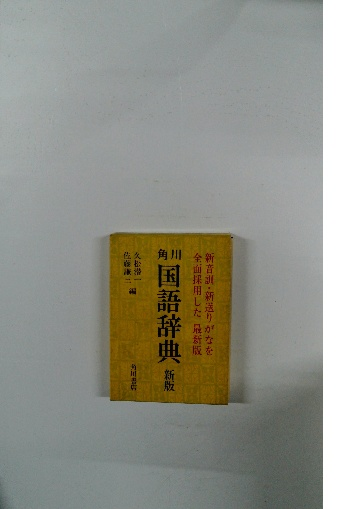 新音訓・新送りがなを
全面採用した最新版
角川
国語辞典
新版
久松潜一
佐藤謙三
編
角川書店